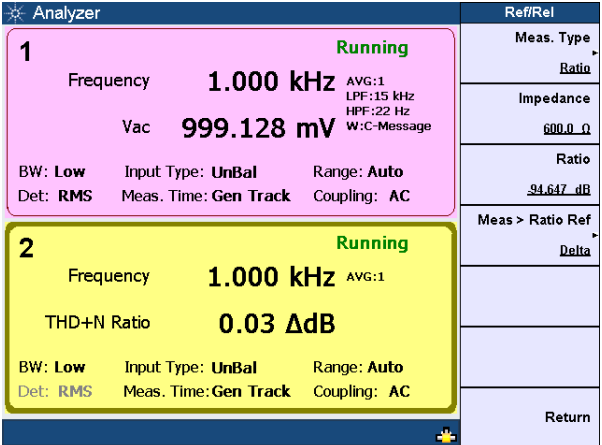 Analyzer
1
Running
Frequency 1.000 kHz AVG:1
LPF:15 kHz
HPF:22 Hz
Vac 999.128 mV W:C-Message
BW: Low Input Type: UnBal Range: Auto
Det: RMS Meas. Time: Gen Track Coupling: AC
2
Running
Frequency 1.000 kHz AVG:1
THD+N Ratio 0.03 ΔdB
BW: Low Input Type: UnBal Range: Auto
Det: RMS Meas. Time: Gen Track Coupling: AC
Ref/Rel
Meas. Type
Ratio
Impedance
600.0 Ω
Ratio
-94.647 dB
Meas > Ratio Ref
Delta
Return